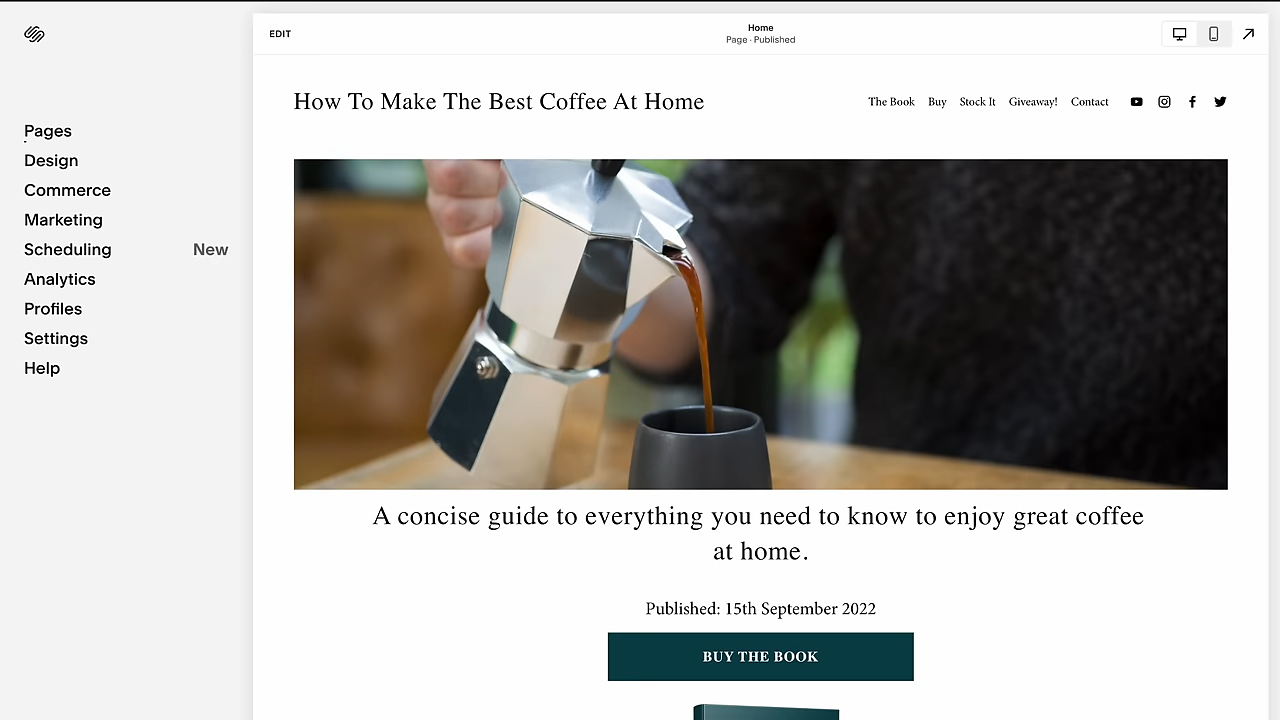 EDIT
Home
Page · Published
Pages
Design
Commerce
Marketing
Scheduling New
Analytics
Profiles
Settings
Help
How To Make The Best Coffee At Home
The Book Buy Stock It Giveaway! Contact
A concise guide to everything you need to know to enjoy great coffee
at home.
Published: 15th September 2022
BUY THE BOOK